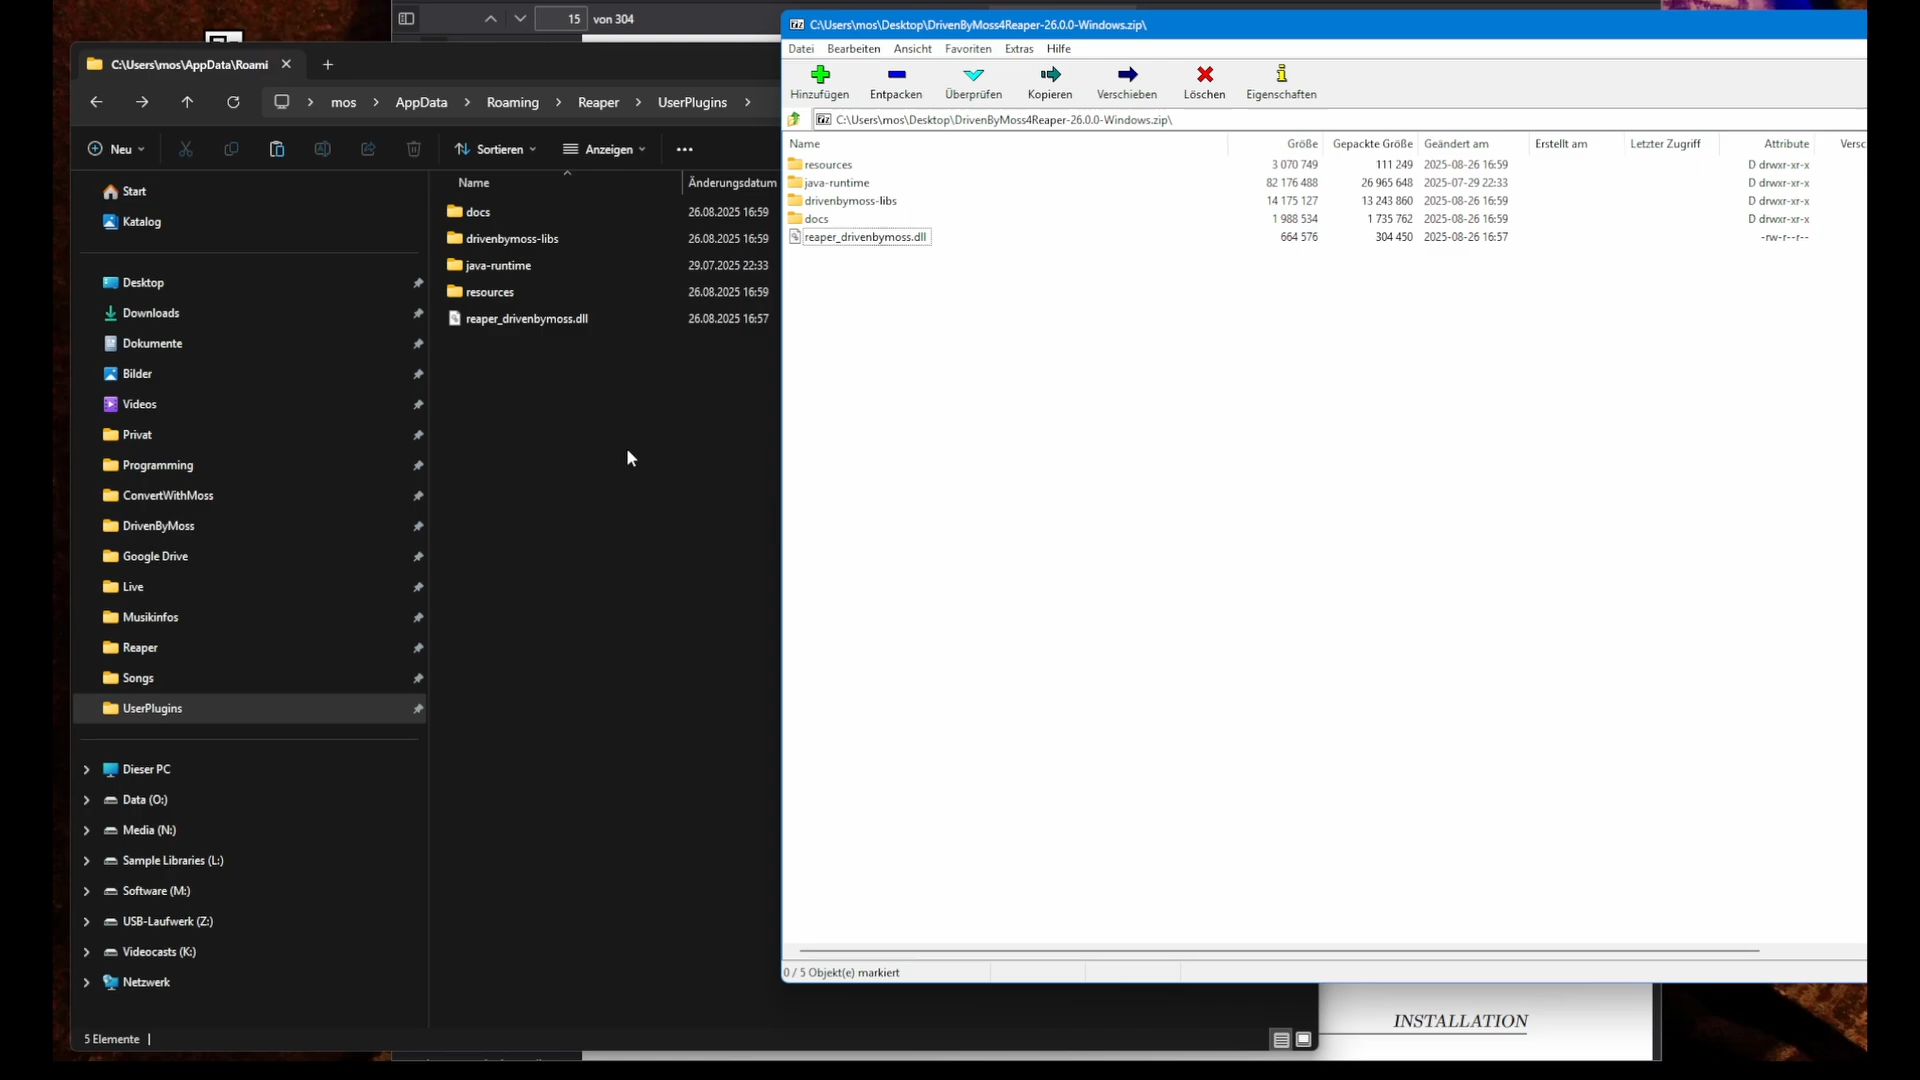 15 von 304
C:\Users\mos\AppData\Roami
mos > AppData > Roaming > Reaper > UserPlugins >
Neu
Sortieren
Anzeigen
Start
Katalog
Desktop
Downloads
Dokumente
Bilder
Videos
Privat
Programming
ConvertWithMoss
DrivenByMoss
Google Drive
Live
Musikinfos
Reaper
Songs
UserPlugins
Dieser PC
Data (O:)
Media (N:)
Sample Libraries (L:)
Software (M:)
USB-Laufwerk (Z:)
Videocasts (K:)
Netzwerk
Name Änderungsdatum
docs 26.08.2025 16:59
drivenbymoss-libs 26.08.2025 16:59
java-runtime 29.07.2025 22:33
resources 26.08.2025 16:59
reaper_drivenbymoss.dll 26.08.2025 16:57
5 Elemente
C:\Users\mos\Desktop\DrivenByMoss4Reaper-26.0.0-Windows.zip\
Datei Bearbeiten Ansicht Favoriten Extras Hilfe
Hinzufügen Entpacken Überprüfen Kopieren Verschieben Löschen Eigenschaften
C:\Users\mos\Desktop\DrivenByMoss4Reaper-26.0.0-Windows.zip\
Name Größe Gepackte Größe Geändert am Erstellt am Letzter Zugriff Attribute Versc
resources 3 070 749 111 249 2025-08-26 16:59 D drwxr-xr-x
java-runtime 82 176 488 26 965 648 2025-07-29 22:33 D drwxr-xr-x
drivenbymoss-libs 14 175 127 13 243 860 2025-08-26 16:59 D drwxr-xr-x
docs 1 988 534 1 735 762 2025-08-26 16:59 D drwxr-xr-x
reaper_drivenbymoss.dll 664 576 304 450 2025-08-26 16:57 -rw-r--r--
0 / 5 Objekt(e) markiert
INSTALLATION